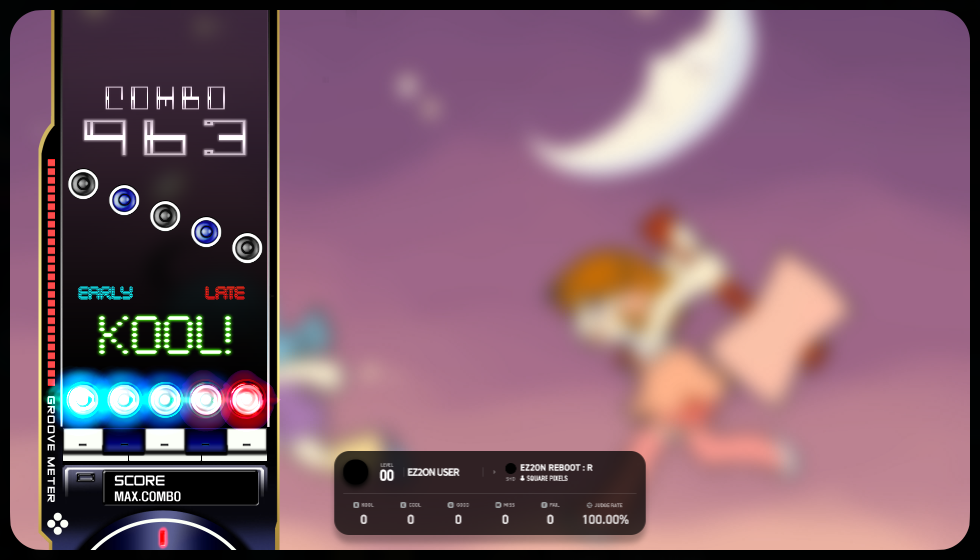 COMBO
963
EARLY LATE
KOOL!
GROOVE METER
SCORE
MAX.COMBO
LEVEL
00 EZ2ON USER
EZ2ON REBOOT : R
SQUARE PIXELS
KOOL COOL GOOD MISS FAIL JUDGE RATE
0 0 0 0 0 100.00%